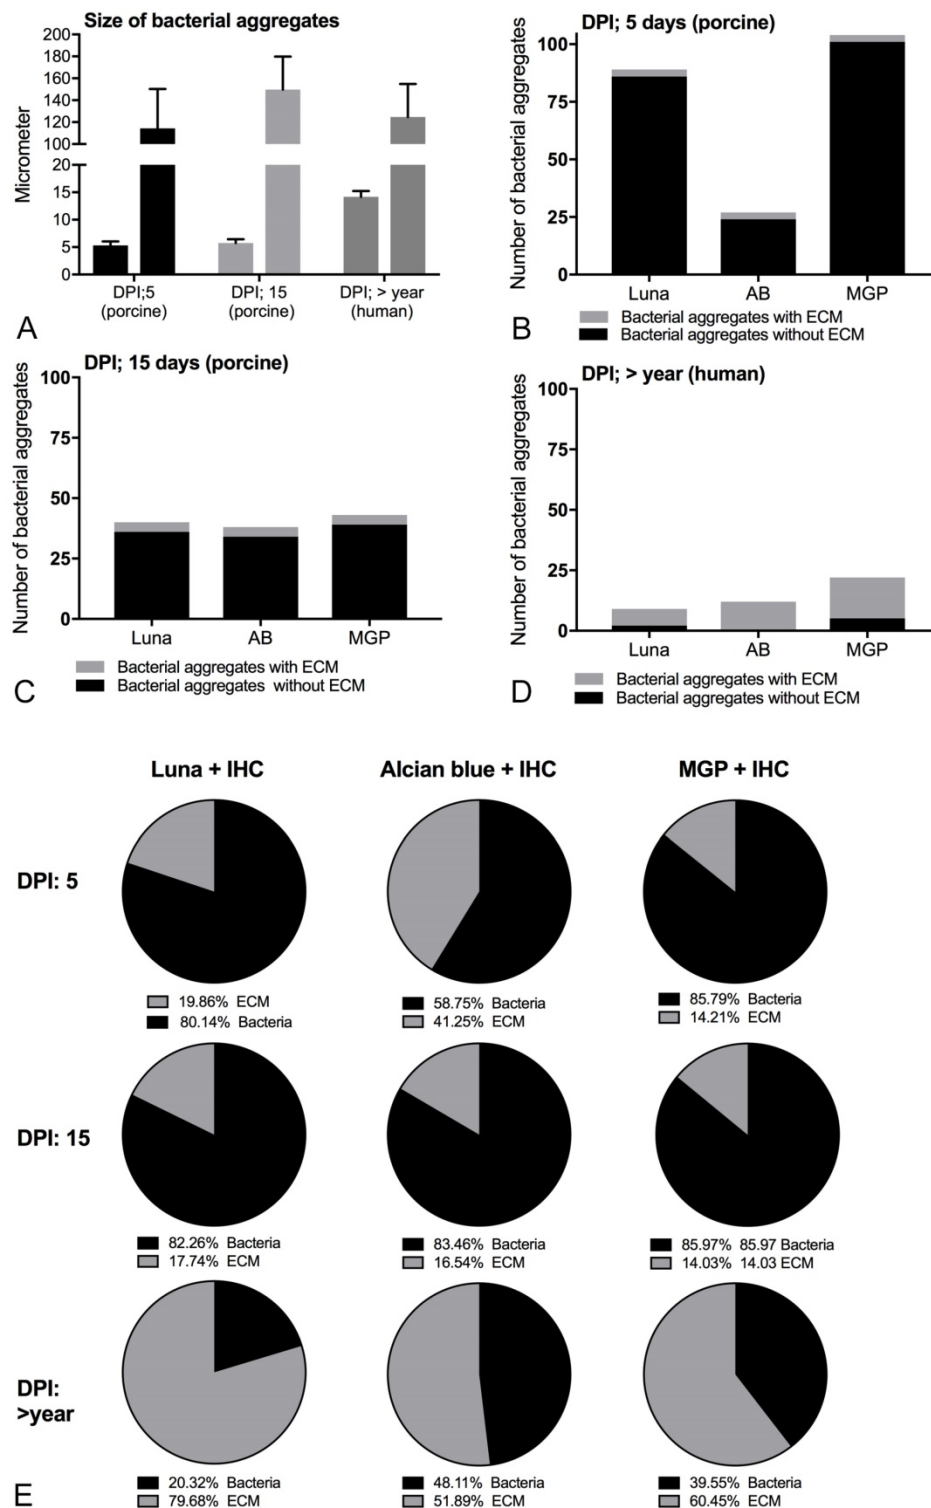 Size of bacterial aggregates
Micrometer
200
180
160
140
120
100
20
15
10
5
0
DPI;5
(porcine)
DPI; 15
(porcine)
DPI; > year
(human)
A
DPI; 5 days (porcine)
Number of bacterial aggregates
100
75
50
25
0
Luna
AB
MGP
Bacterial aggregates with ECM
Bacterial aggregates without ECM
B
DPI; 15 days (porcine)
Number of bacterial aggregates
100
75
50
25
0
Luna
AB
MGP
Bacterial aggregates with ECM
Bacterial aggregates without ECM
C
DPI; > year (human)
Number of bacterial aggregates
100
75
50
25
0
Luna
AB
MGP
Bacterial aggregates with ECM
Bacterial aggregates without ECM
D
Luna + IHC
Alcian blue + IHC
MGP + IHC
DPI: 5
19.86% ECM
80.14% Bacteria
58.75% Bacteria
41.25% ECM
85.79% Bacteria
14.21% ECM
DPI: 15
82.26% Bacteria
17.74% ECM
83.46% Bacteria
16.54% ECM
85.97% 85.97 Bacteria
14.03% 14.03 ECM
DPI:
>year
20.32% Bacteria
79.68% ECM
48.11% Bacteria
51.89% ECM
39.55% Bacteria
60.45% ECM
E